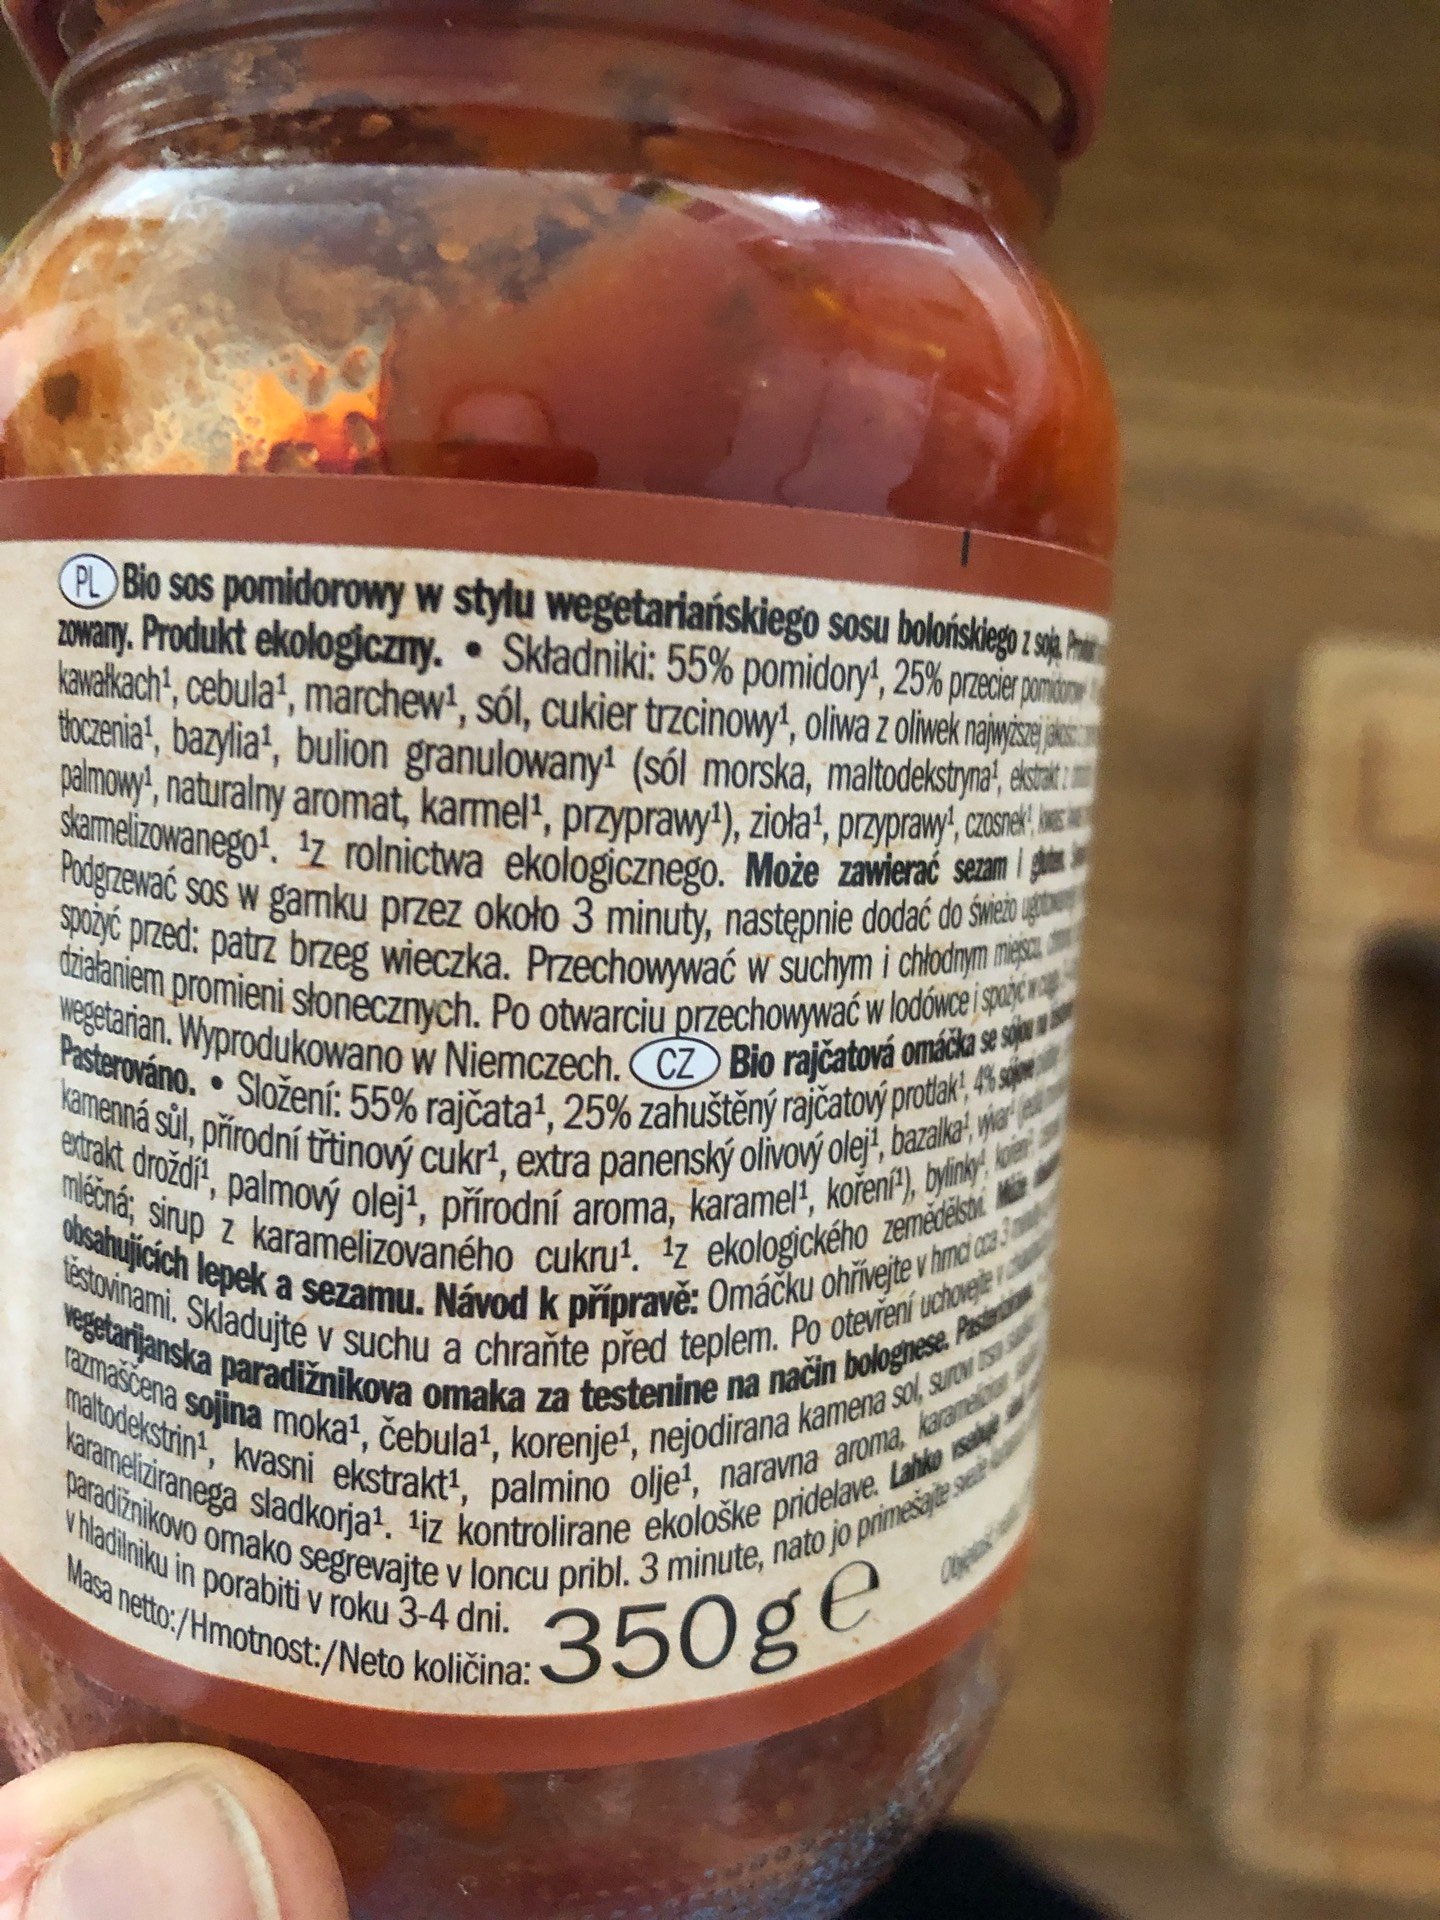 PL Bio sos pomidorowy w stylu wegetariańskiego sosu bolońskiego z soją.
zowany. Produkt ekologiczny. • Składniki: 55% pomidory¹, 25% przecier
kawałkach¹, cebula¹, marchew¹, sól, cukier trzcinowy¹, oliwa z oliwek najwyższej
tłoczenia¹, bazylia¹, bulion granulowany¹ (sól morska, maltodekstryna¹, ekstrakt z
palmowy¹, naturalny aromat, karmel¹, przyprawy¹), zioła¹, przyprawy¹, czosnek¹,
skarmelizowanego¹. ¹z rolnictwa ekologicznego. Może zawierać sezam i gluten.
Podgrzewać sos w garnku przez około 3 minuty, następnie dodać do świeżo
spożyć przed: patrz brzeg wieczka. Przechowywać w suchym i chłodnym miejscu,
działaniem promieni słonecznych. Po otwarciu przechowywać w lodówce i spożyć w
wegetarian. Wyprodukowano w Niemczech. CZ Bio rajčatová omáčka se sójou na
Pasterováno. • Složení: 55% rajčata¹, 25% zahuštěný rajčatový protlak¹, 4% sójové
kamenná sůl, přírodní třtinový cukr¹, extra panenský olivový olej¹, bazalka¹, vývar¹
extrakt droždí¹, palmový olej¹, přírodní aroma, karamel¹, koření¹), bylinky¹, koření¹,
mléčná; sirup z karamelizovaného cukru¹. ¹z ekologického zemědělství. Může
obsahujících lepek a sezamu. Návod k přípravě: Omáčku ohřívejte v hrnci cca 3
těstovinami. Skladujte v suchu a chraňte před teplem. Po otevření uchovejte v
vegetarijanska paradižnikova omaka za testenine na način bolognese.
razmaščena sojina moka¹, čebula¹, korenje¹, nejodirana kamena sol, surovi
maltodekstrin¹, kvasni ekstrakt¹, palmino olje¹, naravna aroma,
karameliziranega sladkorja¹. ¹iz kontrolirane ekološke pridelave. Lahko vsebuje
paradižnikovo omako segrevajte v loncu pribl. 3 minute, nato jo primešajte sveže
v hladilniku in porabiti v roku 3-4 dni.
Masa netto:/Hmotnost:/Neto količina: 350g e